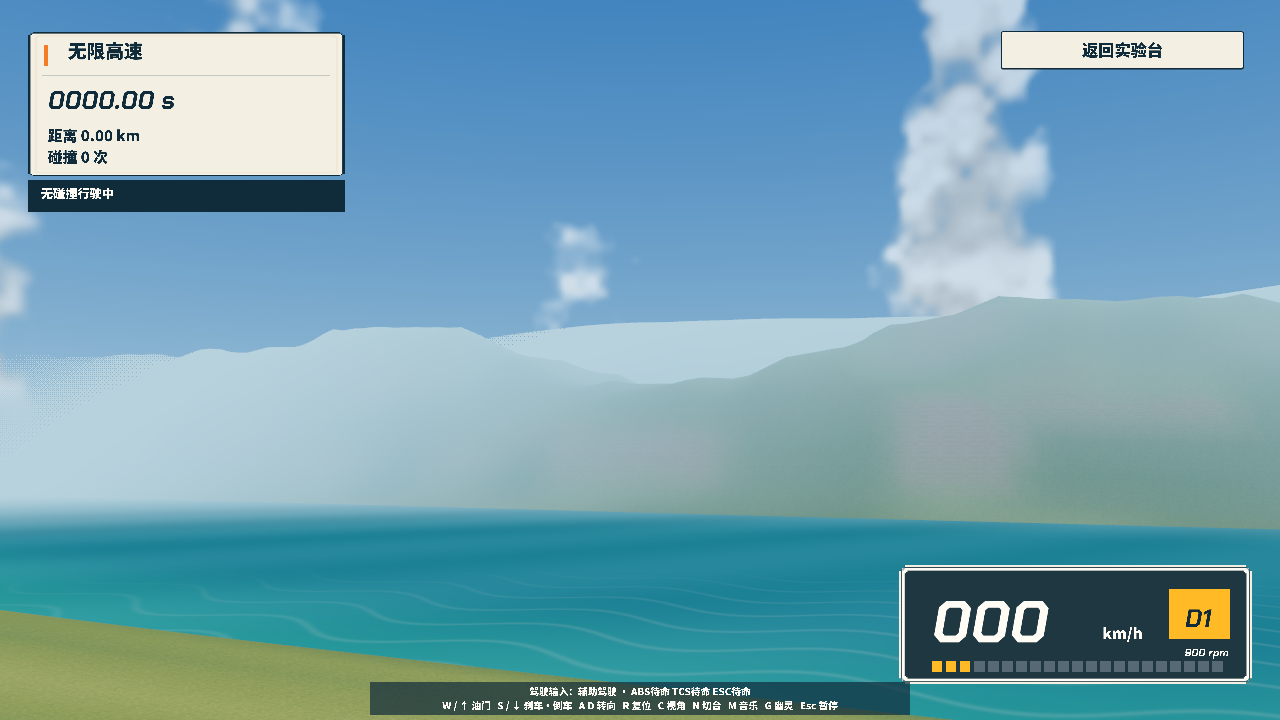 无限高速
返回实验台
0000.00 s
距离 0.00 km
碰撞 0 次
无碰撞行驶中
000 km/h D1
800 rpm
驾驶输入：辅助驾驶 · ABS待命 TCS待命 ESC待命
W / ↑ 油门 S / ↓ 刹车·倒车 A D 转向 R 复位 C 视角 N 切台 M 音乐 G 幽灵 Esc 暂停